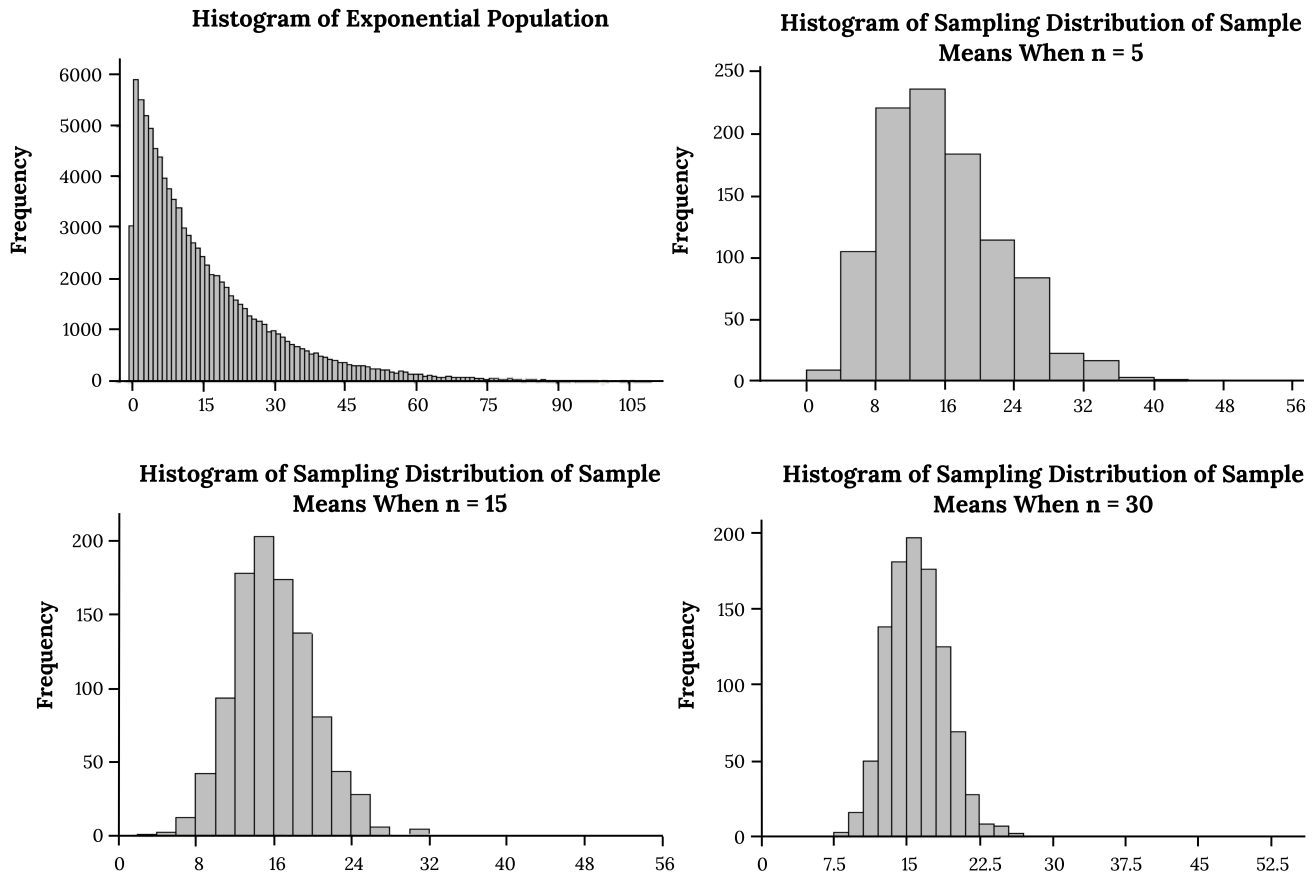 Histogram of Exponential Population
Frequency
6000
5000
4000
3000
2000
1000
0
0 15 30 45 60 75 90 105
Histogram of Sampling Distribution of Sample
Means When n = 5
Frequency
250
200
150
100
50
0
0 8 16 24 32 40 48 56
Histogram of Sampling Distribution of Sample
Means When n = 15
Frequency
200
150
100
50
0
0 8 16 24 32 40 48 56
Histogram of Sampling Distribution of Sample
Means When n = 30
Frequency
200
150
100
50
0
0 7.5 15 22.5 30 37.5 45 52.5